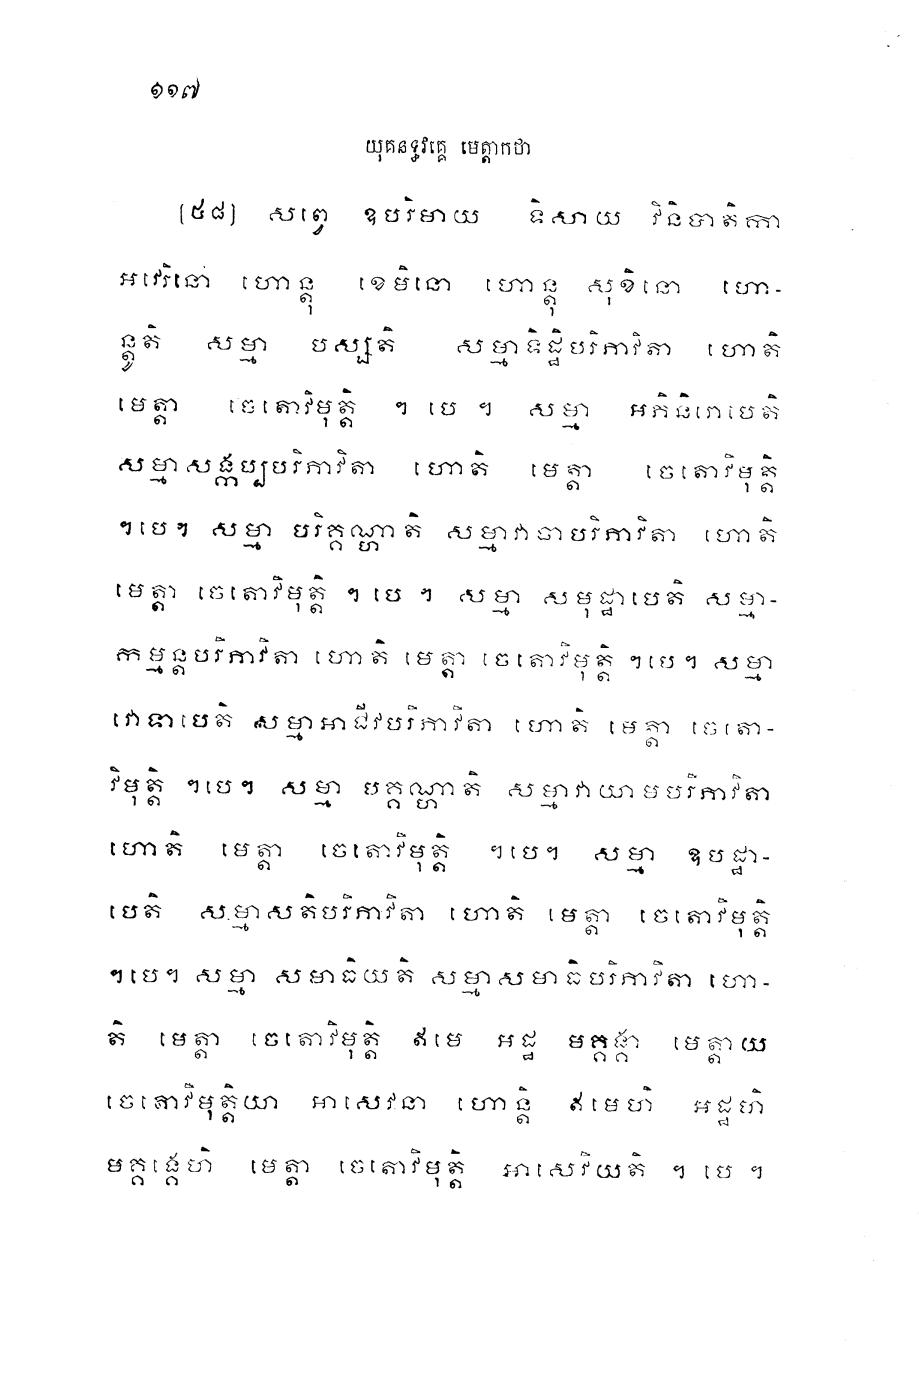 ១១៧
យុគនទ្ធវគ្គេ មេត្តាកថា
(៥៨) សព្វេ ឧបរិមាយ ទិសាយ វិនិបាតិកា
អវេរិនោ ហោន្តុ ខេមិនោ ហោន្តុ សុខិនោ ហោ-
ន្តូតិ សម្មា បស្សតិ សម្មាទិដ្ឋិបរិភាវិតា ហោតិ
មេត្តា ចេតោវិមុត្តិ ។ បេ ។ សម្មា អភិនិរោបេតិ
សម្មាសង្កប្បបរិភាវិតា ហោតិ មេត្តា ចេតោវិមុត្តិ
។បេ។ សម្មា បរិគ្គណ្ហាតិ សម្មាវាចាបរិភាវិតា ហោតិ
មេត្តា ចេតោវិមុត្តិ ។ បេ ។ សម្មា សមុដ្ឋាបេតិ សម្មា-
កម្មន្តបរិភាវិតា ហោតិ មេត្តា ចេតោវិមុត្តិ ។បេ។ សម្មា
វោទាបេតិ សម្មាអាជីវបរិភាវិតា ហោតិ មេត្តា ចេតោ-
វិមុត្តិ ។បេ។ សម្មា បគ្គណ្ហាតិ សម្មាវាយាមបរិភាវិតា
ហោតិ មេត្តា ចេតោវិមុត្តិ ។បេ។ សម្មា ឧបដ្ឋា-
បេតិ សម្មាសតិបរិភាវិតា ហោតិ មេត្តា ចេតោវិមុត្តិ
។បេ។ សម្មា សមាធិយតិ សម្មាសមាធិបរិភាវិតា ហោ-
តិ មេត្តា ចេតោវិមុត្តិ ឥមេ អដ្ឋ មគ្គង្គា មេត្តាយ
ចេតោវិមុត្តិយា អាសេវនា ហោន្តិ ឥមេហិ អដ្ឋហិ
មគ្គង្គេហិ មេត្តា ចេតោវិមុត្តិ អាសេវិយតិ ។ បេ ។